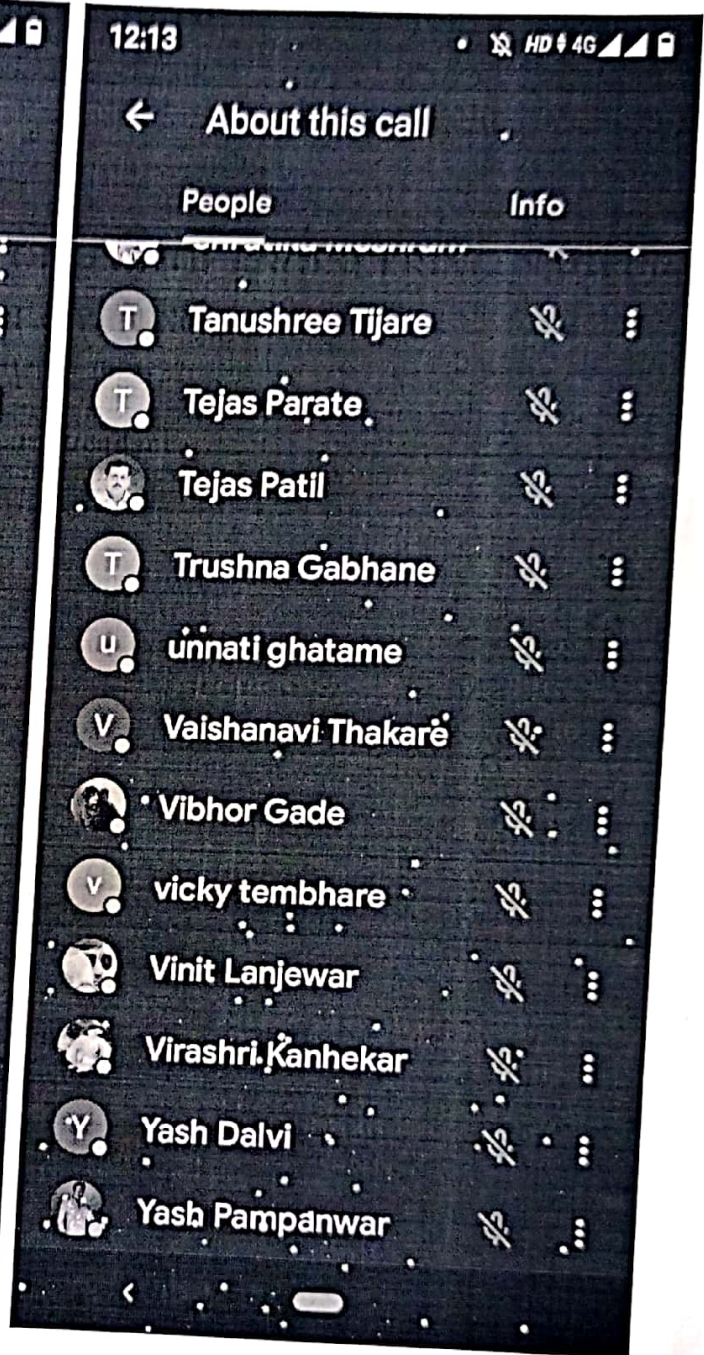 12:13 HD 4G
About this call
People Info
T Tanushree Tijare
T Tejas Parate
Tejas Patil
T Trushna Gabhane
u unnati ghatame
V Vaishanavi Thakare
Vibhor Gade
v vicky tembhare
Vinit Lanjewar
Virashri Kanhekar
Y Yash Dalvi
Yash Pampanwar